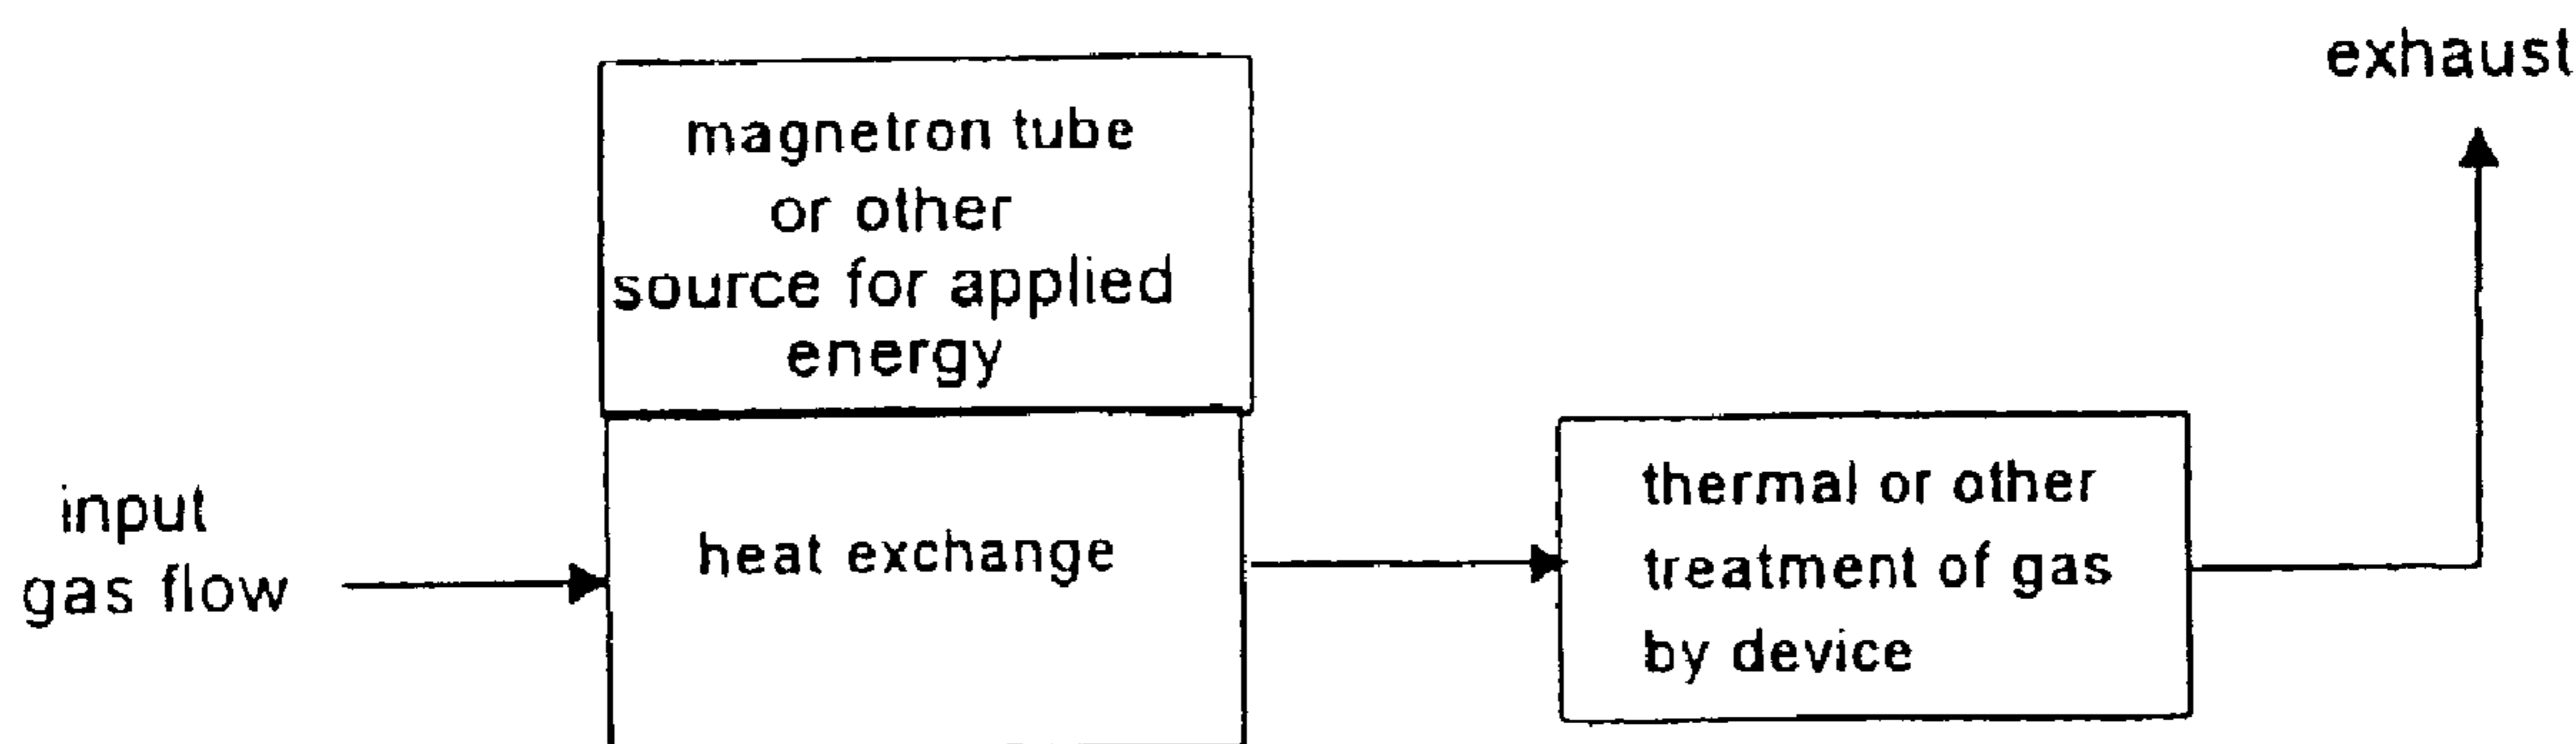 exhaust
magnetron tube
or other
source for applied
energy
input
gas flow
heat exchange
thermal or other
treatment of gas
by device